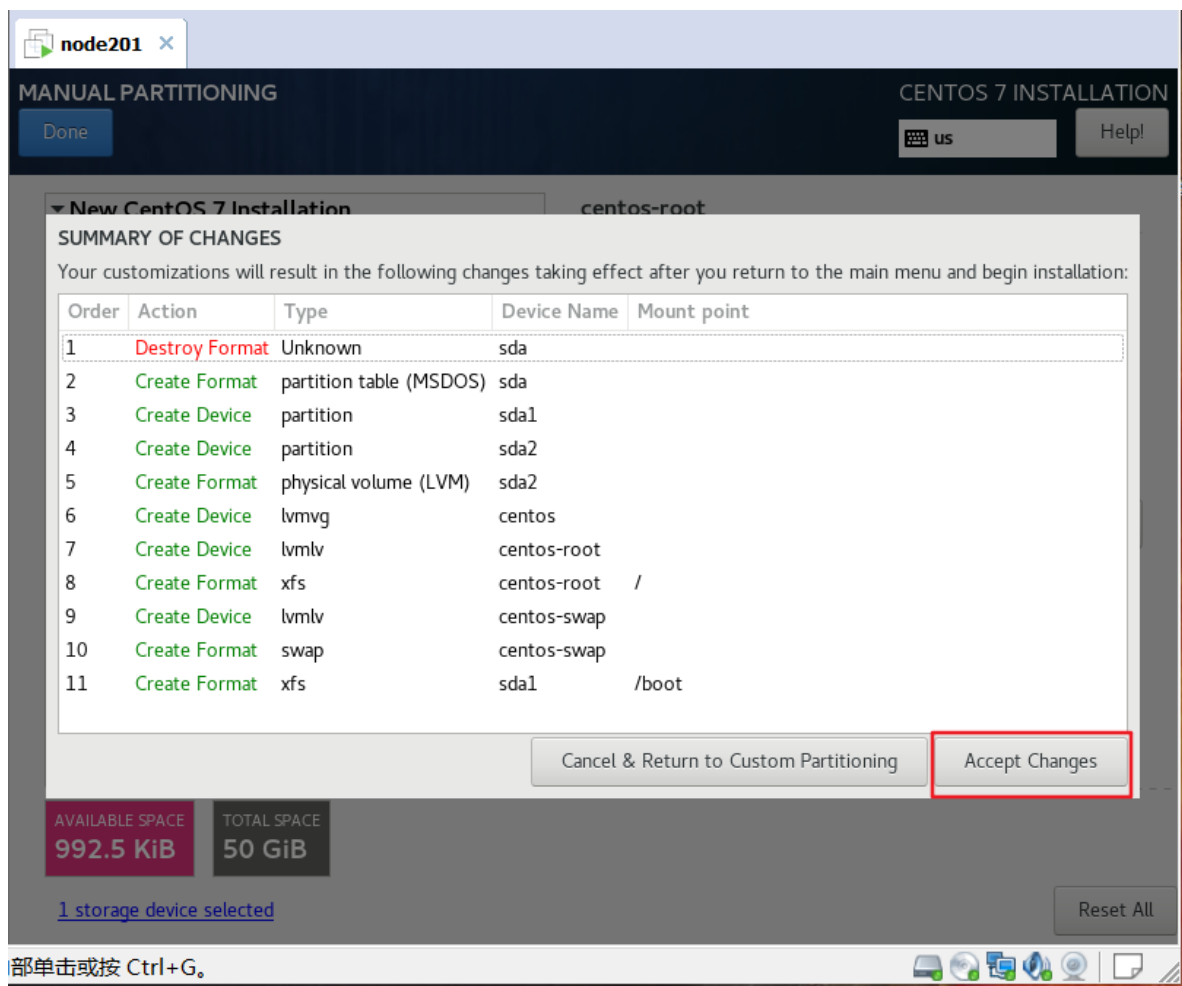 node201 ×
MANUAL PARTITIONING
CENTOS 7 INSTALLATION
Done
us
Help!
New CentOS 7 Installation
centos-root
SUMMARY OF CHANGES
Your customizations will result in the following changes taking effect after you return to the main menu and begin installation:
Order Action Type Device Name Mount point
1 Destroy Format Unknown sda
2 Create Format partition table (MSDOS) sda
3 Create Device partition sda1
4 Create Device partition sda2
5 Create Format physical volume (LVM) sda2
6 Create Device lvmvg centos
7 Create Device lvmlv centos-root
8 Create Format xfs centos-root /
9 Create Device lvmlv centos-swap
10 Create Format swap centos-swap
11 Create Format xfs sda1 /boot
Cancel & Return to Custom Partitioning
Accept Changes
AVAILABLE SPACE
992.5 KiB
TOTAL SPACE
50 GiB
1 storage device selected
Reset All
部单击或按 Ctrl+G。